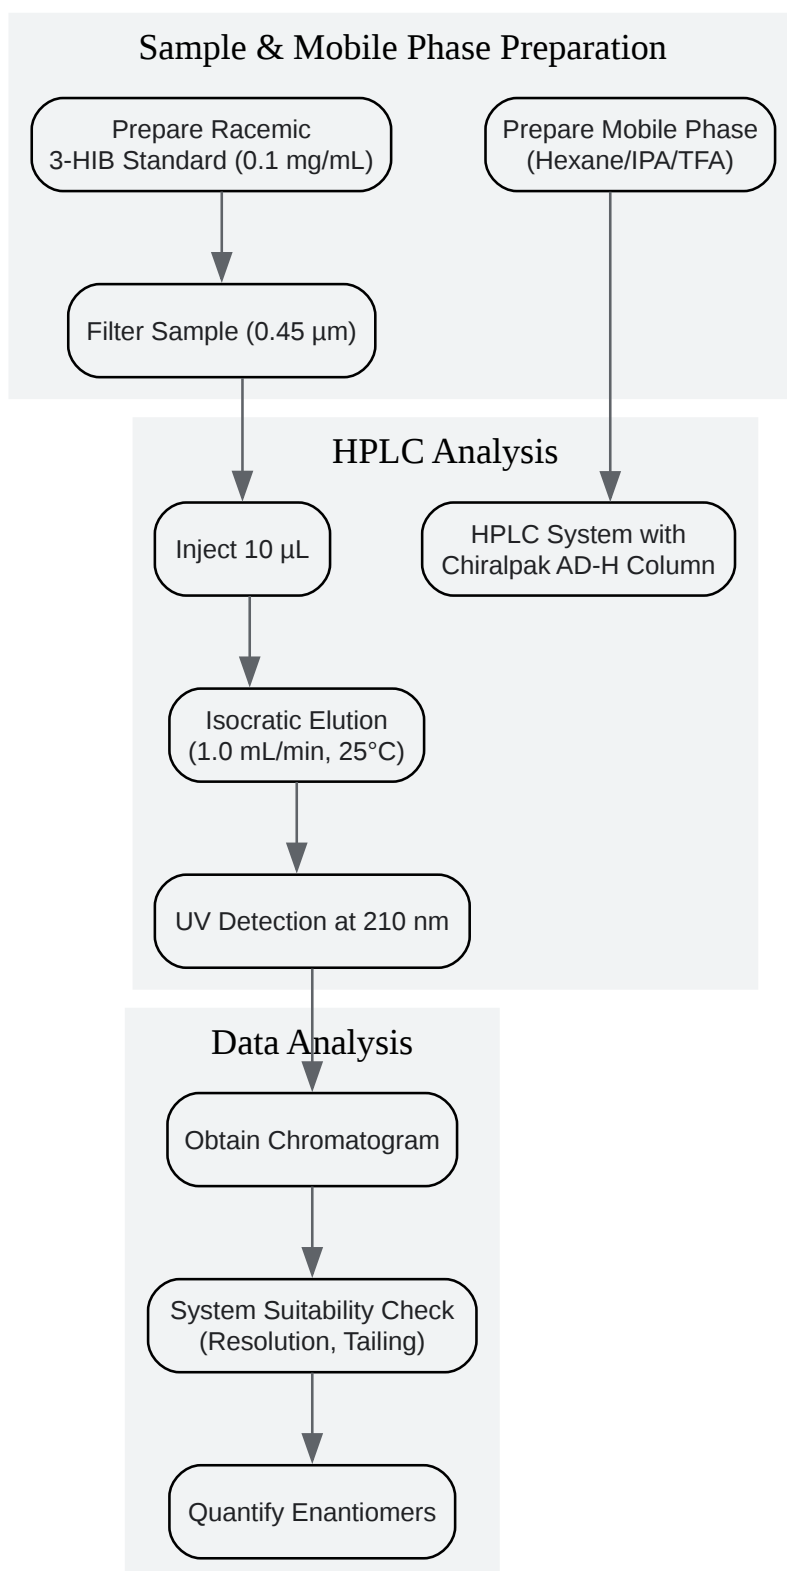 Sample & Mobile Phase Preparation
Prepare Racemic
3-HIB Standard (0.1 mg/mL)
Prepare Mobile Phase
(Hexane/IPA/TFA)
Filter Sample (0.45 µm)
HPLC Analysis
Inject 10 µL
HPLC System with
Chiralpak AD-H Column
Isocratic Elution
(1.0 mL/min, 25°C)
UV Detection at 210 nm
Data Analysis
Obtain Chromatogram
System Suitability Check
(Resolution, Tailing)
Quantify Enantiomers